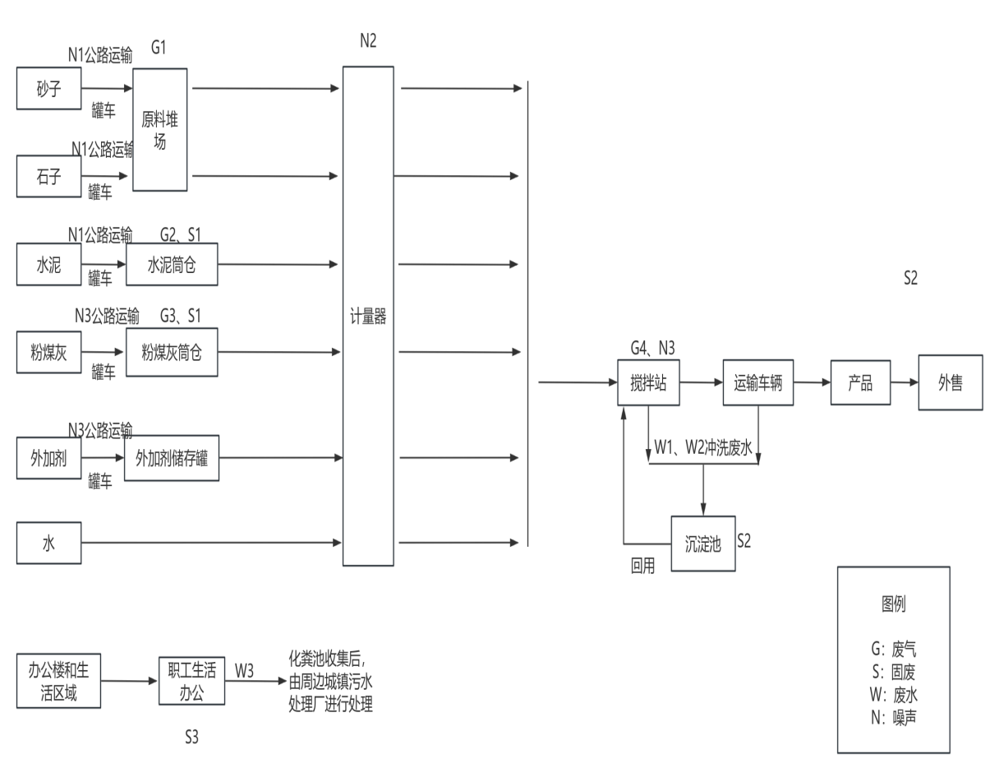 N1公路运输
G1
N2
砂子
罐车
原料堆
场
N1公路运输
石子
罐车
N1公路运输
G2、S1
水泥
罐车
水泥筒仓
计量器
S2
N3公路运输
G3、S1
粉煤灰
罐车
粉煤灰筒仓
G4、N3
搅拌站
运输车辆
产品
外售
N3公路运输
外加剂
罐车
外加剂储存罐
W1、W2冲洗废水
水
沉淀池
S2
回用
图例
G：废气
S：固废
W：废水
N：噪声
办公楼和生
活区域
职工生活
办公
W3
化粪池收集后，
由周边城镇污水
处理厂进行处理
S3